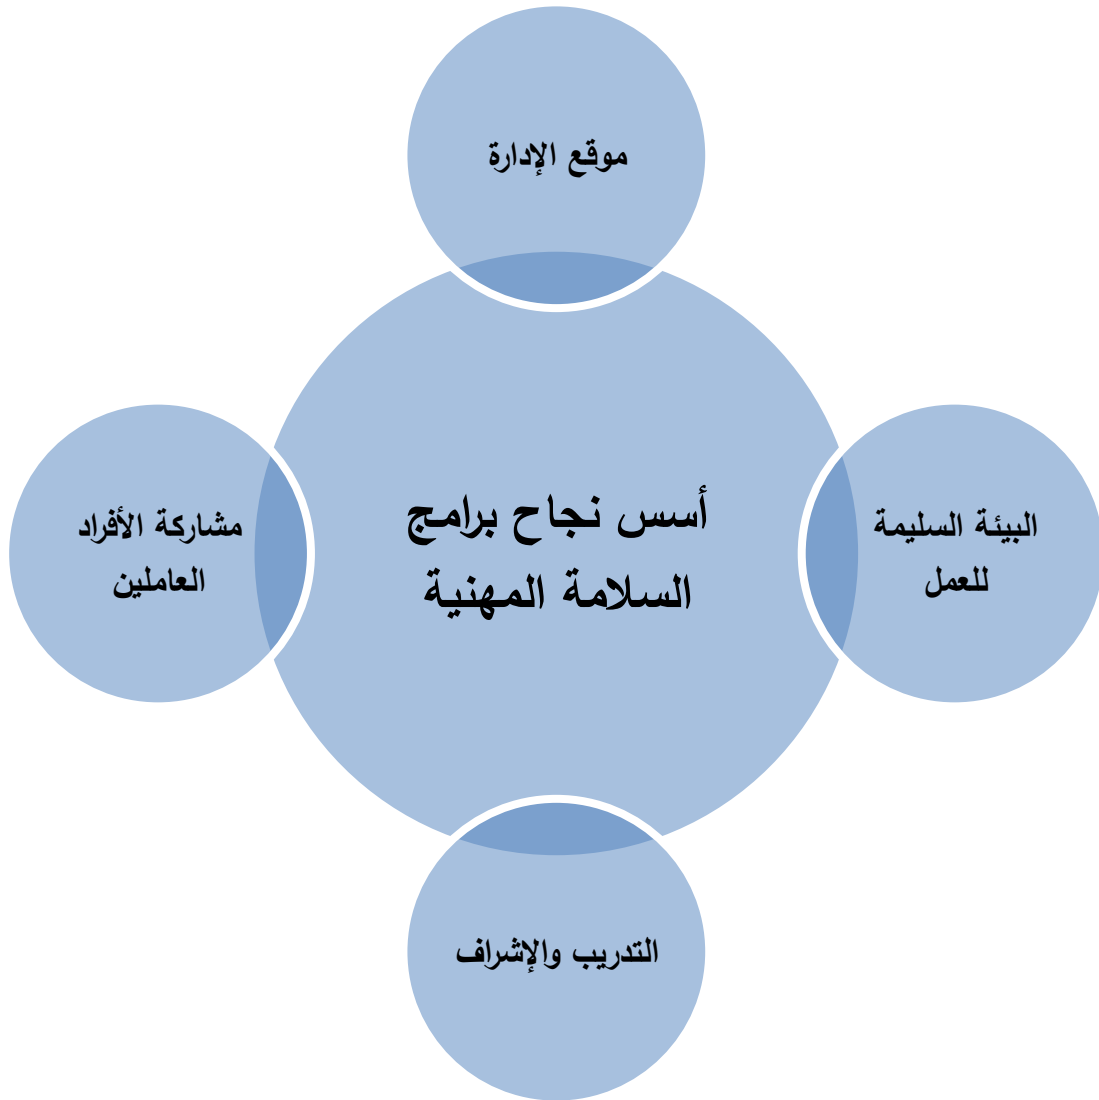 موقع الإدارة
أسس نجاح برامج
السلامة المهنية
البيئة السليمة
للعمل
مشاركة الأفراد
العاملين
التدريب والإشراف